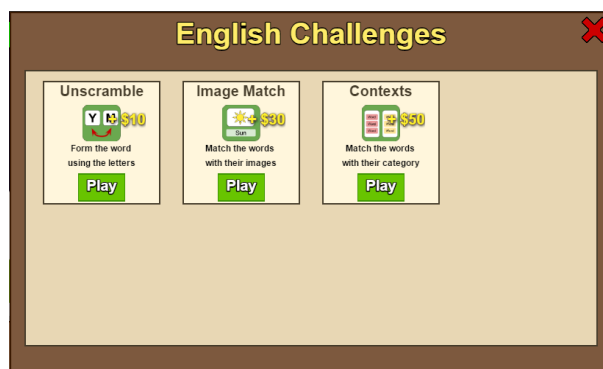 English Challenges
Unscramble
Y N
+ $10
Form the word
using the letters
Play
Image Match
+ $30
Sun
Match the words
with their images
Play
Contexts
+ $50
Match the words
with their category
Play